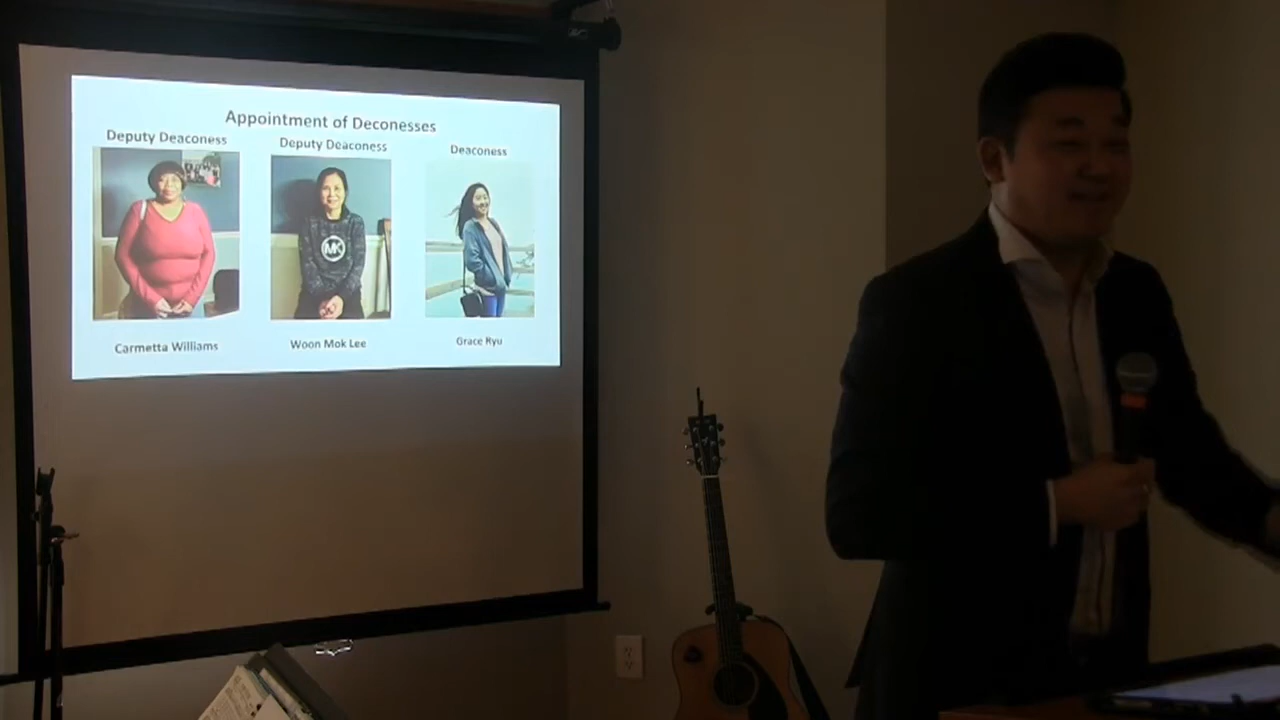 Appointment of Deconesses
Deputy Deaconess
Deputy Deaconess
Deaconess
MK
Carmetta Williams
Woon Mok Lee
Grace Ryu